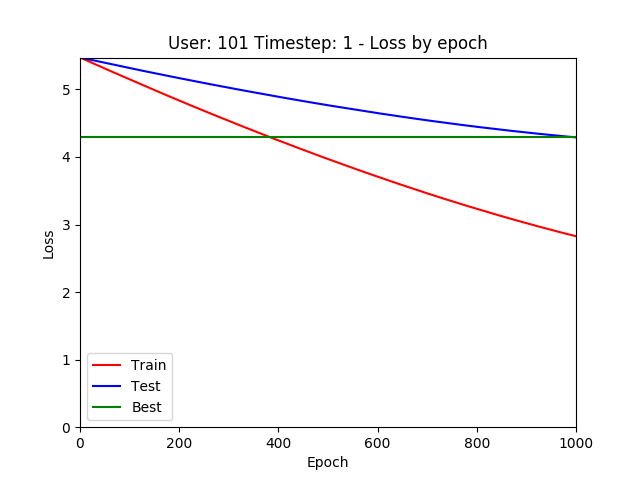 User: 101 Timestep: 1 - Loss by epoch
5
4
3
2
1
0
Loss
Train
Test
Best
0 200 400 600 800 1000
Epoch